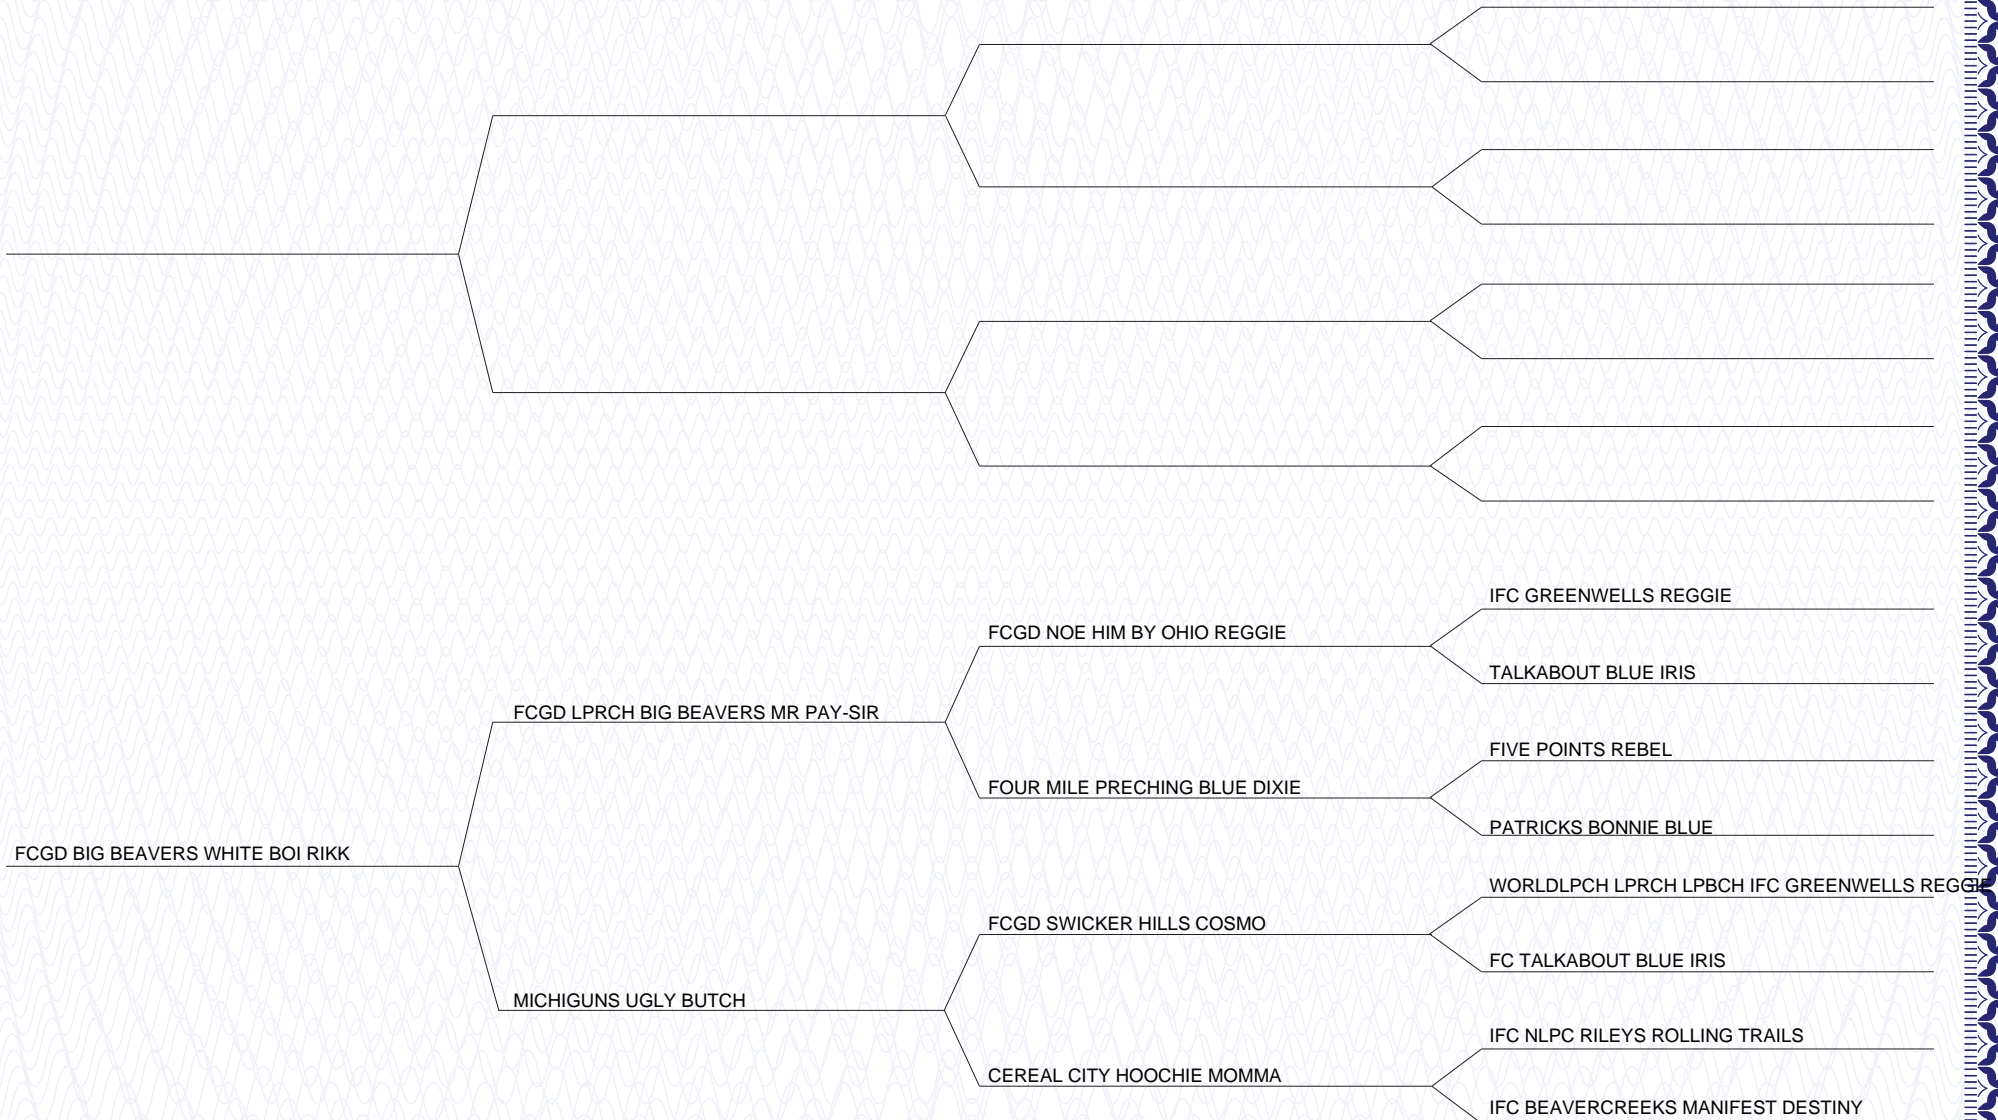 IFC GREENWELLS REGGIE
FCGD NOE HIM BY OHIO REGGIE
TALKABOUT BLUE IRIS
FCGD LPRCH BIG BEAVERS MR PAY-SIR
FIVE POINTS REBEL
FOUR MILE PRECHING BLUE DIXIE
PATRICKS BONNIE BLUE
FCGD BIG BEAVERS WHITE BOI RIKK
WORLDLPCH LPRCH LPBCH IFC GREENWELLS REGGIE
FCGD SWICKER HILLS COSMO
FC TALKABOUT BLUE IRIS
MICHIGUNS UGLY BUTCH
IFC NLPC RILEYS ROLLING TRAILS
CEREAL CITY HOOCHIE MOMMA
IFC BEAVERCREEKS MANIFEST DESTINY